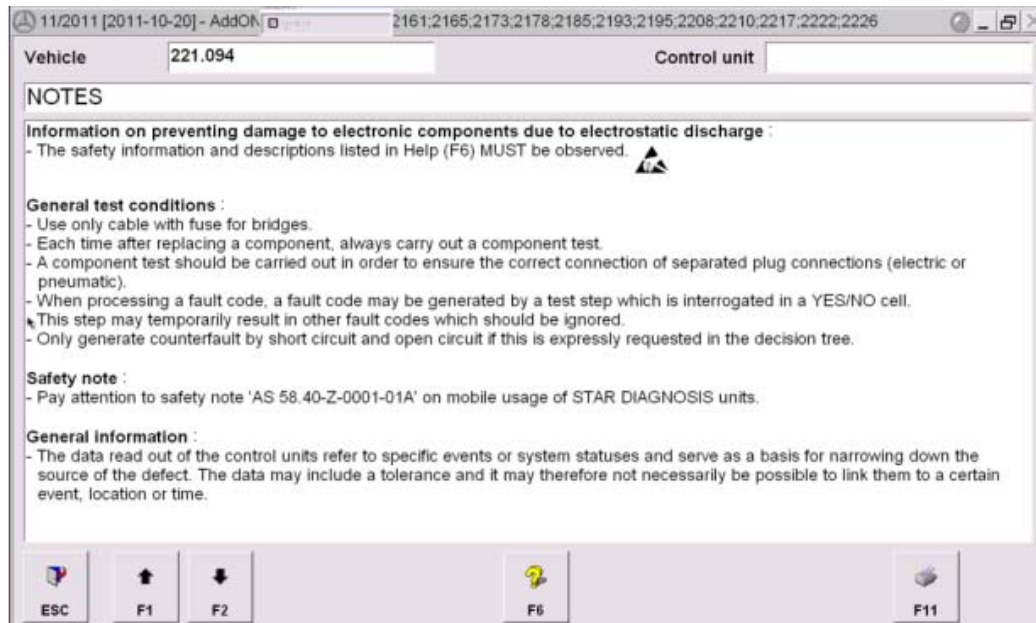 11/2011 [2011-10-20] - AddON 2161;2165;2173;2178;2185;2193;2195;2208;2210;2217;2222;2226
Vehicle 221.094 Control unit
NOTES
Information on preventing damage to electronic components due to electrostatic discharge :
- The safety information and descriptions listed in Help (F6) MUST be observed.
General test conditions :
- Use only cable with fuse for bridges.
- Each time after replacing a component, always carry out a component test.
- A component test should be carried out in order to ensure the correct connection of separated plug connections (electric or
pneumatic).
- When processing a fault code, a fault code may be generated by a test step which is interrogated in a YES/NO cell.
This step may temporarily result in other fault codes which should be ignored.
- Only generate counterfault by short circuit and open circuit if this is expressly requested in the decision tree.
Safety note :
- Pay attention to safety note 'AS 58.40-Z-0001-01A' on mobile usage of STAR DIAGNOSIS units.
General information :
- The data read out of the control units refer to specific events or system statuses and serve as a basis for narrowing down the
source of the defect. The data may include a tolerance and it may therefore not necessarily be possible to link them to a certain
event, location or time.
ESC F1 F2 F6 F11